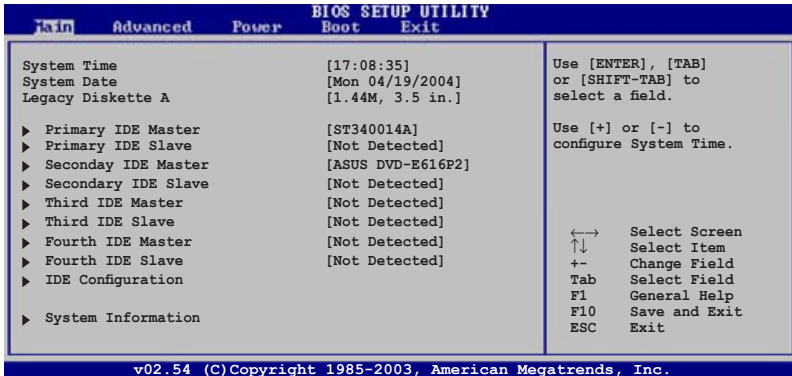 BIOS SETUP UTILITY
Main Advanced Power Boot Exit
System Time [17:08:35]
System Date [Mon 04/19/2004]
Legacy Diskette A [1.44M, 3.5 in.]
Primary IDE Master [ST340014A]
Primary IDE Slave [Not Detected]
Seconday IDE Master [ASUS DVD-E616P2]
Secondary IDE Slave [Not Detected]
Third IDE Master [Not Detected]
Third IDE Slave [Not Detected]
Fourth IDE Master [Not Detected]
Fourth IDE Slave [Not Detected]
IDE Configuration
System Information
Use [ENTER], [TAB]
or [SHIFT-TAB] to
select a field.
Use [+] or [-] to
configure System Time.
←→ Select Screen
↑↓ Select Item
+- Change Field
Tab Select Field
F1 General Help
F10 Save and Exit
ESC Exit
v02.54 (C)Copyright 1985-2003, American Megatrends, Inc.